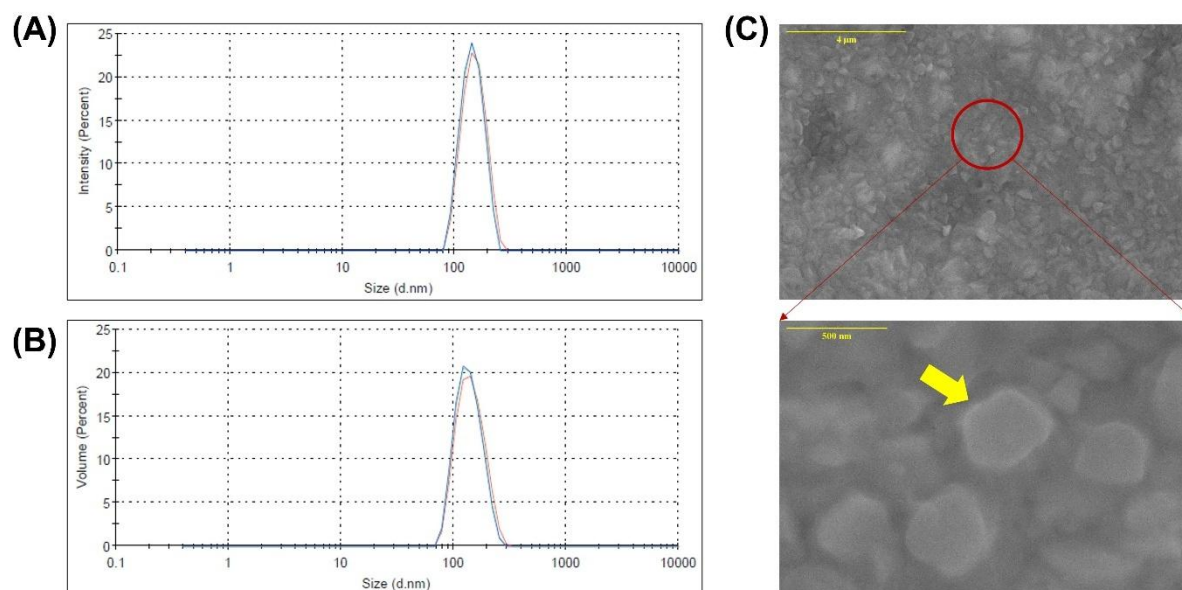 (A)
25
20
15
10
5
0
Intensity (Percent)
0.1 1 10 100 1000 10000
Size (d.nm)
(B)
25
20
15
10
5
0
Volume (Percent)
0.1 1 10 100 1000 10000
Size (d.nm)
(C)
4 µm
500 nm